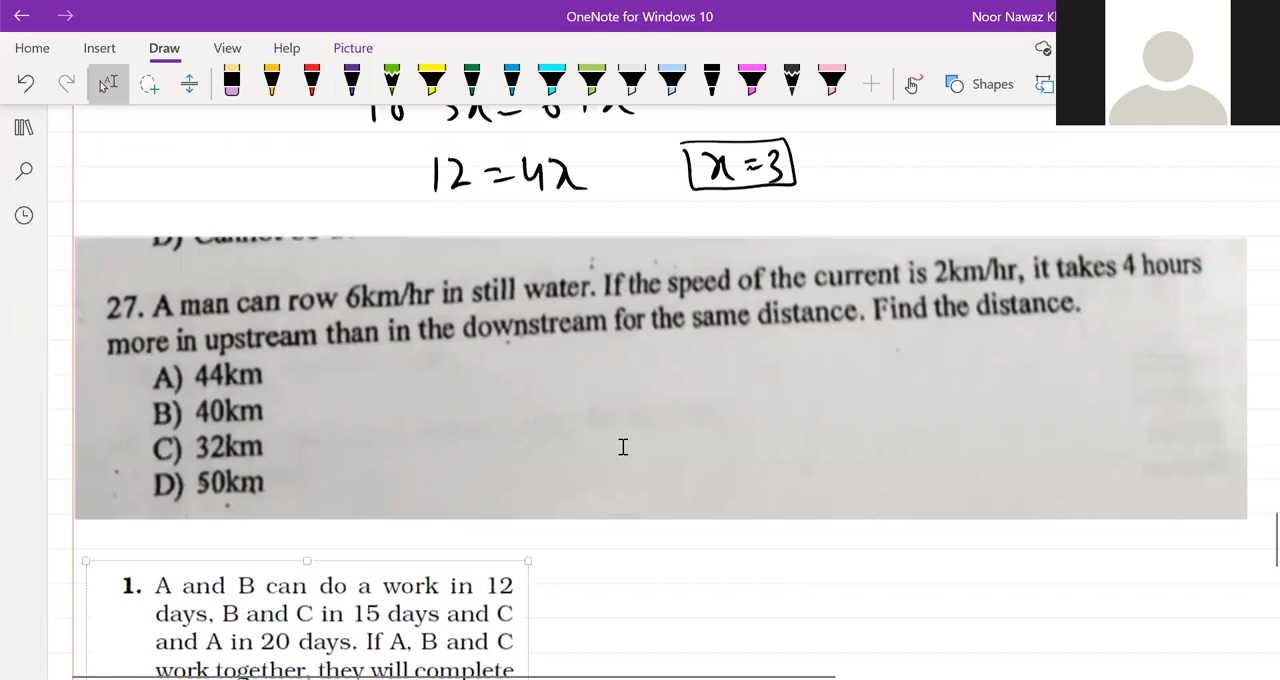 OneNote for Windows 10
Noor Nawaz K
Home Insert Draw View Help Picture
Shapes
12 = 4x
x = 3
27. A man can row 6km/hr in still water. If the speed of the current is 2km/hr, it takes 4 hours
more in upstream than in the downstream for the same distance. Find the distance.
A) 44km
B) 40km
C) 32km
D) 50km
1. A and B can do a work in 12
days, B and C in 15 days and C
and A in 20 days. If A, B and C
work together, they will complete